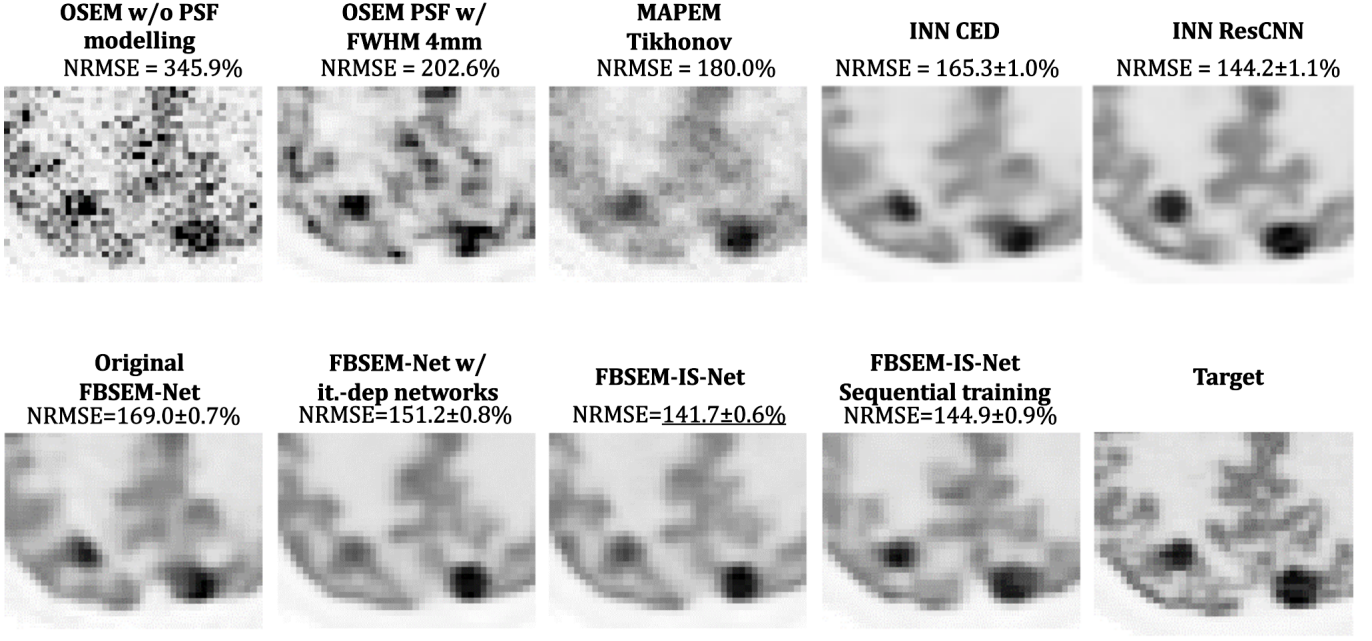 OSEM w/o PSF
modelling
NRMSE = 345.9%
OSEM PSF w/
FWHM 4mm
NRMSE = 202.6%
MAPEM
Tikhonov
NRMSE = 180.0%
INN CED
NRMSE = 165.3±1.0%
INN ResCNN
NRMSE = 144.2±1.1%
Original
FBSEM-Net
NRMSE=169.0±0.7%
FBSEM-Net w/
it.-dep networks
NRMSE=151.2±0.8%
FBSEM-IS-Net
NRMSE=141.7±0.6%
FBSEM-IS-Net
Sequential training
NRMSE=144.9±0.9%
Target